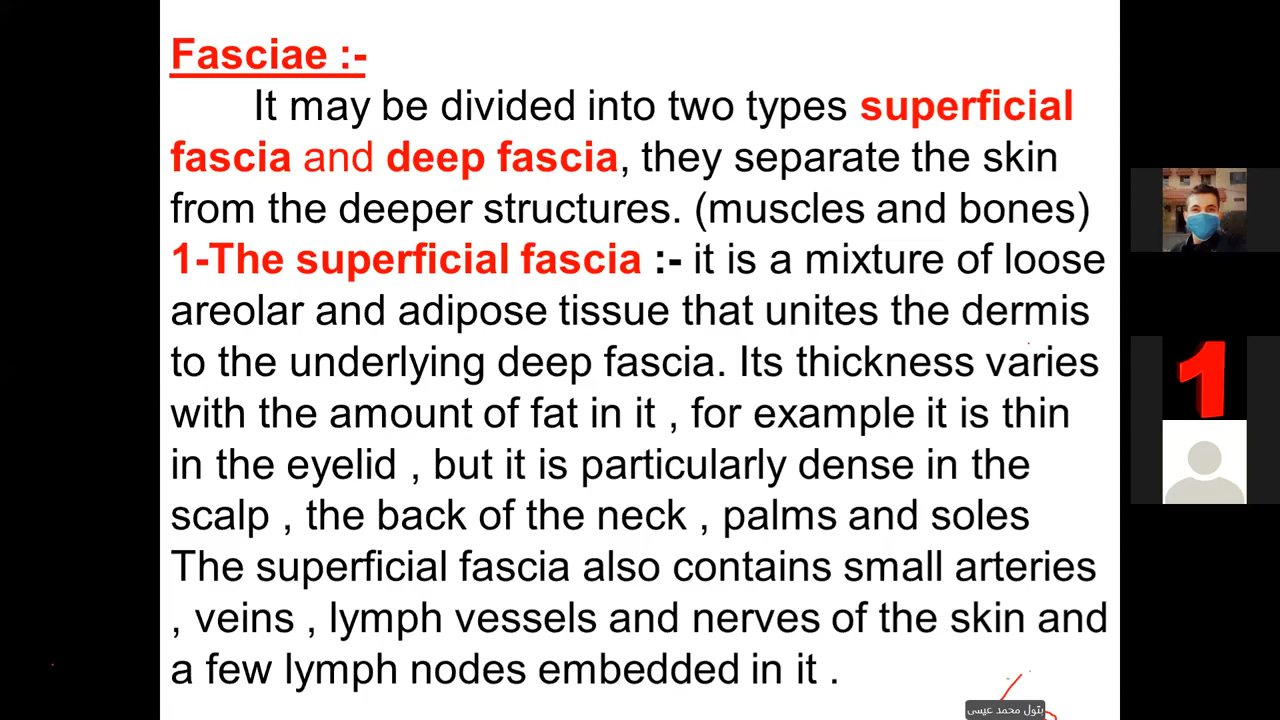 Fasciae :-
It may be divided into two types superficial
fascia and deep fascia, they separate the skin
from the deeper structures. (muscles and bones)
1-The superficial fascia :- it is a mixture of loose
areolar and adipose tissue that unites the dermis
to the underlying deep fascia. Its thickness varies
with the amount of fat in it , for example it is thin
in the eyelid , but it is particularly dense in the
scalp , the back of the neck , palms and soles
The superficial fascia also contains small arteries
, veins , lymph vessels and nerves of the skin and
a few lymph nodes embedded in it .
1
بتول محمد عيسى